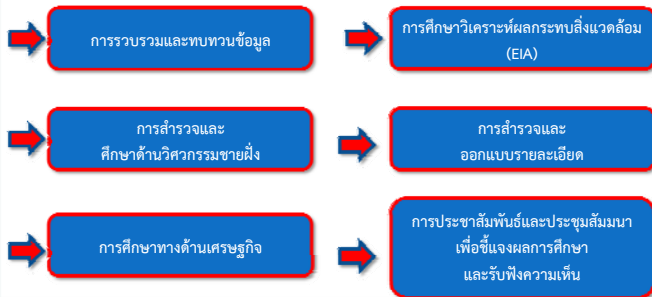 การรวบรวมและทบทวนข้อมูล
การศึกษาวิเคราะห์ผลกระทบสิ่งแวดล้อม
(EIA)
การสำรวจและ
ศึกษาด้านวิศวกรรมชายฝั่ง
การสำรวจและ
ออกแบบรายละเอียด
การศึกษาทางด้านเศรษฐกิจ
การประชาสัมพันธ์และประชุมสัมมนา
เพื่อชี้แจงผลการศึกษา
และรับฟังความเห็น